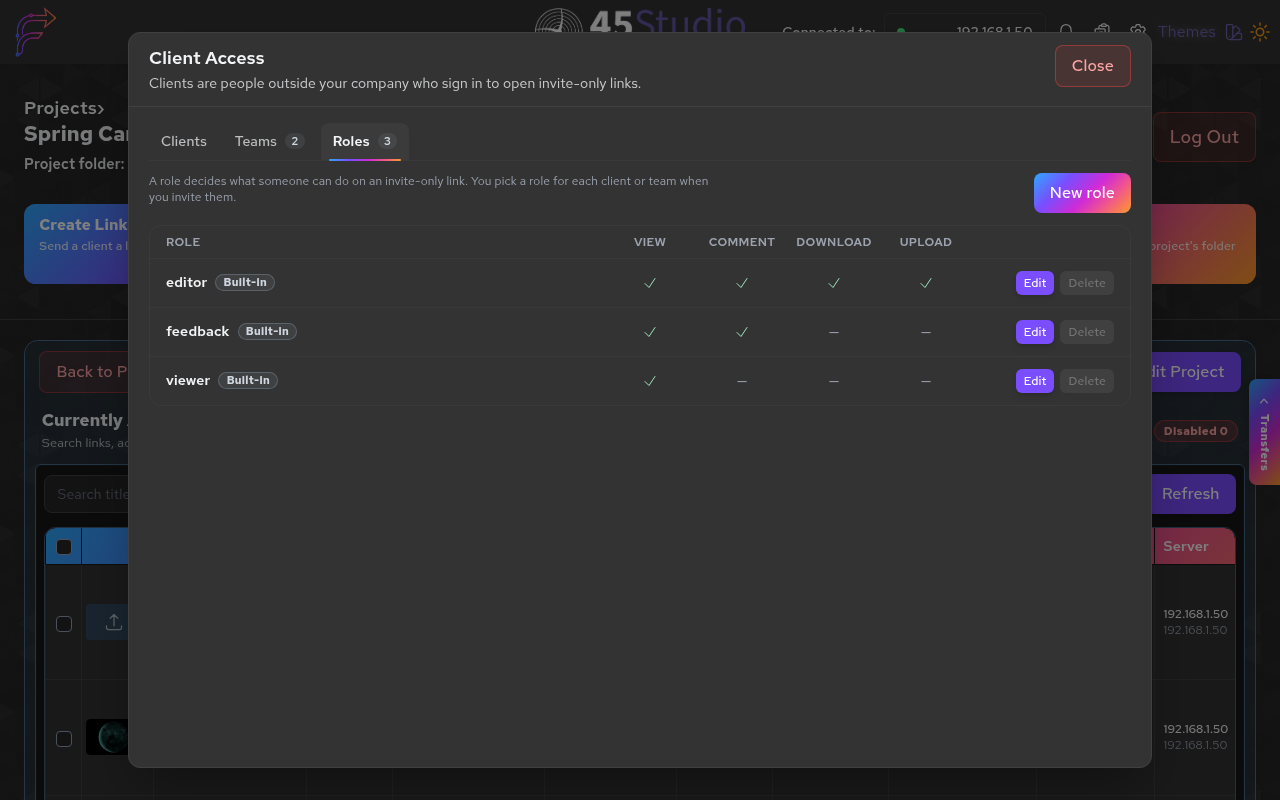 45Studio
Connected to:
192.168.1.50
Themes
Client Access
Clients are people outside your company who sign in to open invite-only links.
Close
Projects›
Spring Ca
Project folder:
Log Out
Clients
Teams 2
Roles 3
A role decides what someone can do on an invite-only link. You pick a role for each client or team when
you invite them.
New role
Create Link
Send a client a l
project's folder
ROLE VIEW COMMENT DOWNLOAD UPLOAD
editor Built-in Edit Delete
feedback Built-in – – Edit Delete
viewer Built-in – – – Edit Delete
Back to P
dit Project
Currently
Search links, ac
Disabled 0
Transfers
Search title
Refresh
Server
192.168.1.50
192.168.1.50
192.168.1.50
192.168.1.50